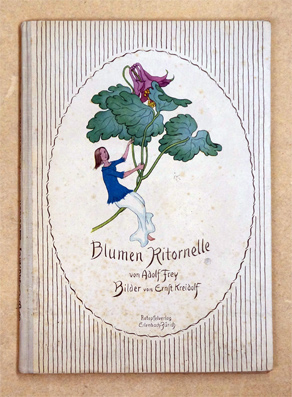 Blumen Ritornelle
von Adolf Frey
Bilder von Ernst Kreidolf
Rotapfelverlag
Erlenbach-Zürich